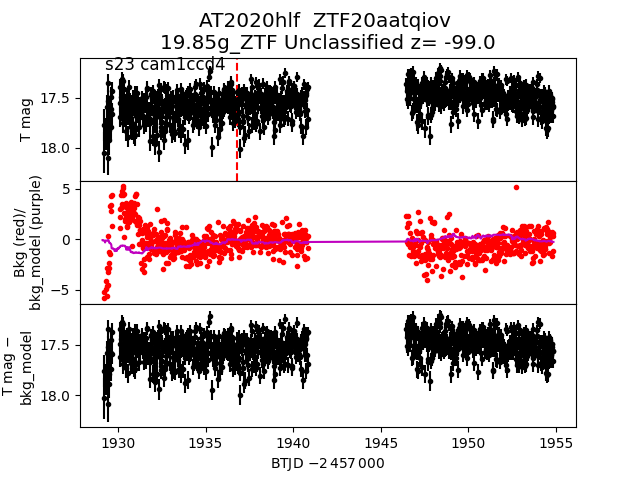 AT2020hlf  ZTF20aatqiov
19.85g_ZTF Unclassified z= -99.0
s23 cam1ccd4
T mag
17.5
18.0
Bkg (red)/
bkg_model (purple)
5
0
−5
T mag −
bkg_model
17.5
18.0
1930 1935 1940 1945 1950 1955
BTJD −2 457 000